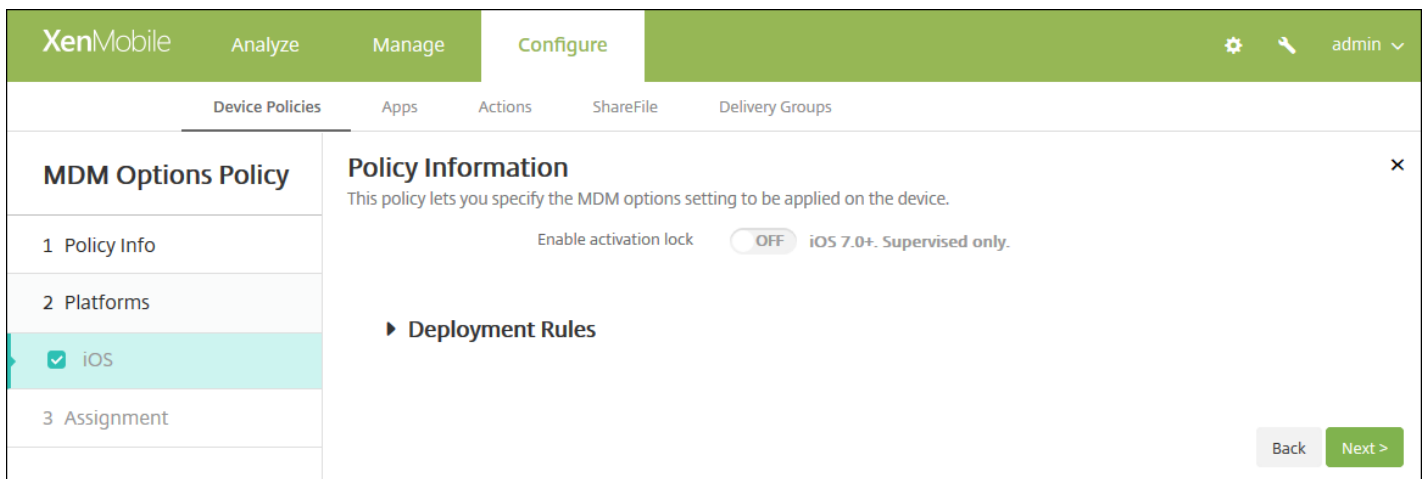 XenMobile Analyze Manage Configure admin
Device Policies Apps Actions ShareFile Delivery Groups
MDM Options Policy
1 Policy Info
2 Platforms
iOS
3 Assignment
Policy Information
This policy lets you specify the MDM options setting to be applied on the device.
Enable activation lock OFF iOS 7.0+. Supervised only.
Deployment Rules
Back Next >